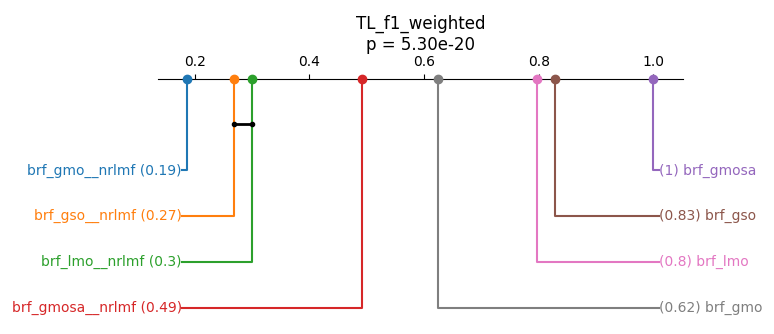 TL_f1_weighted
p = 5.30e-20
0.2 0.4 0.6 0.8 1.0
brf_gmo__nrlmf (0.19) (1) brf_gmosa
brf_gso__nrlmf (0.27) (0.83) brf_gso
brf_lmo__nrlmf (0.3) (0.8) brf_lmo
brf_gmosa__nrlmf (0.49) (0.62) brf_gmo